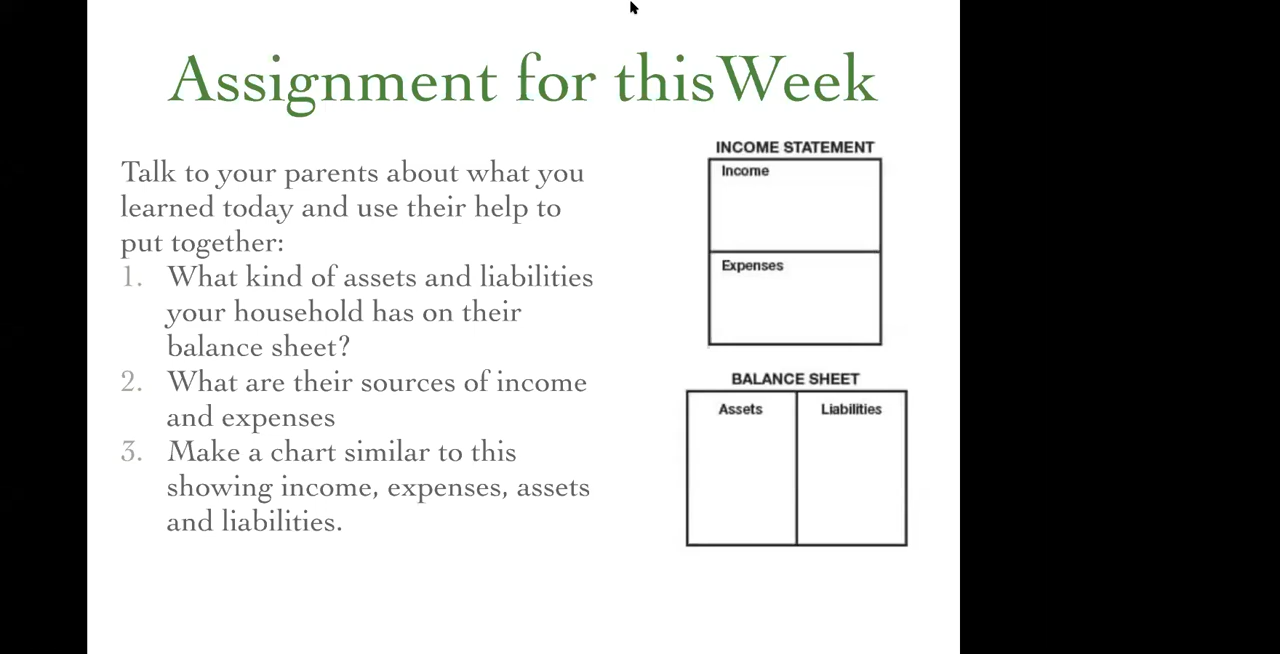 Assignment for this Week
Talk to your parents about what you
learned today and use their help to
put together:
1. What kind of assets and liabilities
your household has on their
balance sheet?
2. What are their sources of income
and expenses
3. Make a chart similar to this
showing income, expenses, assets
and liabilities.
INCOME STATEMENT
Income
Expenses
BALANCE SHEET
Assets
Liabilities